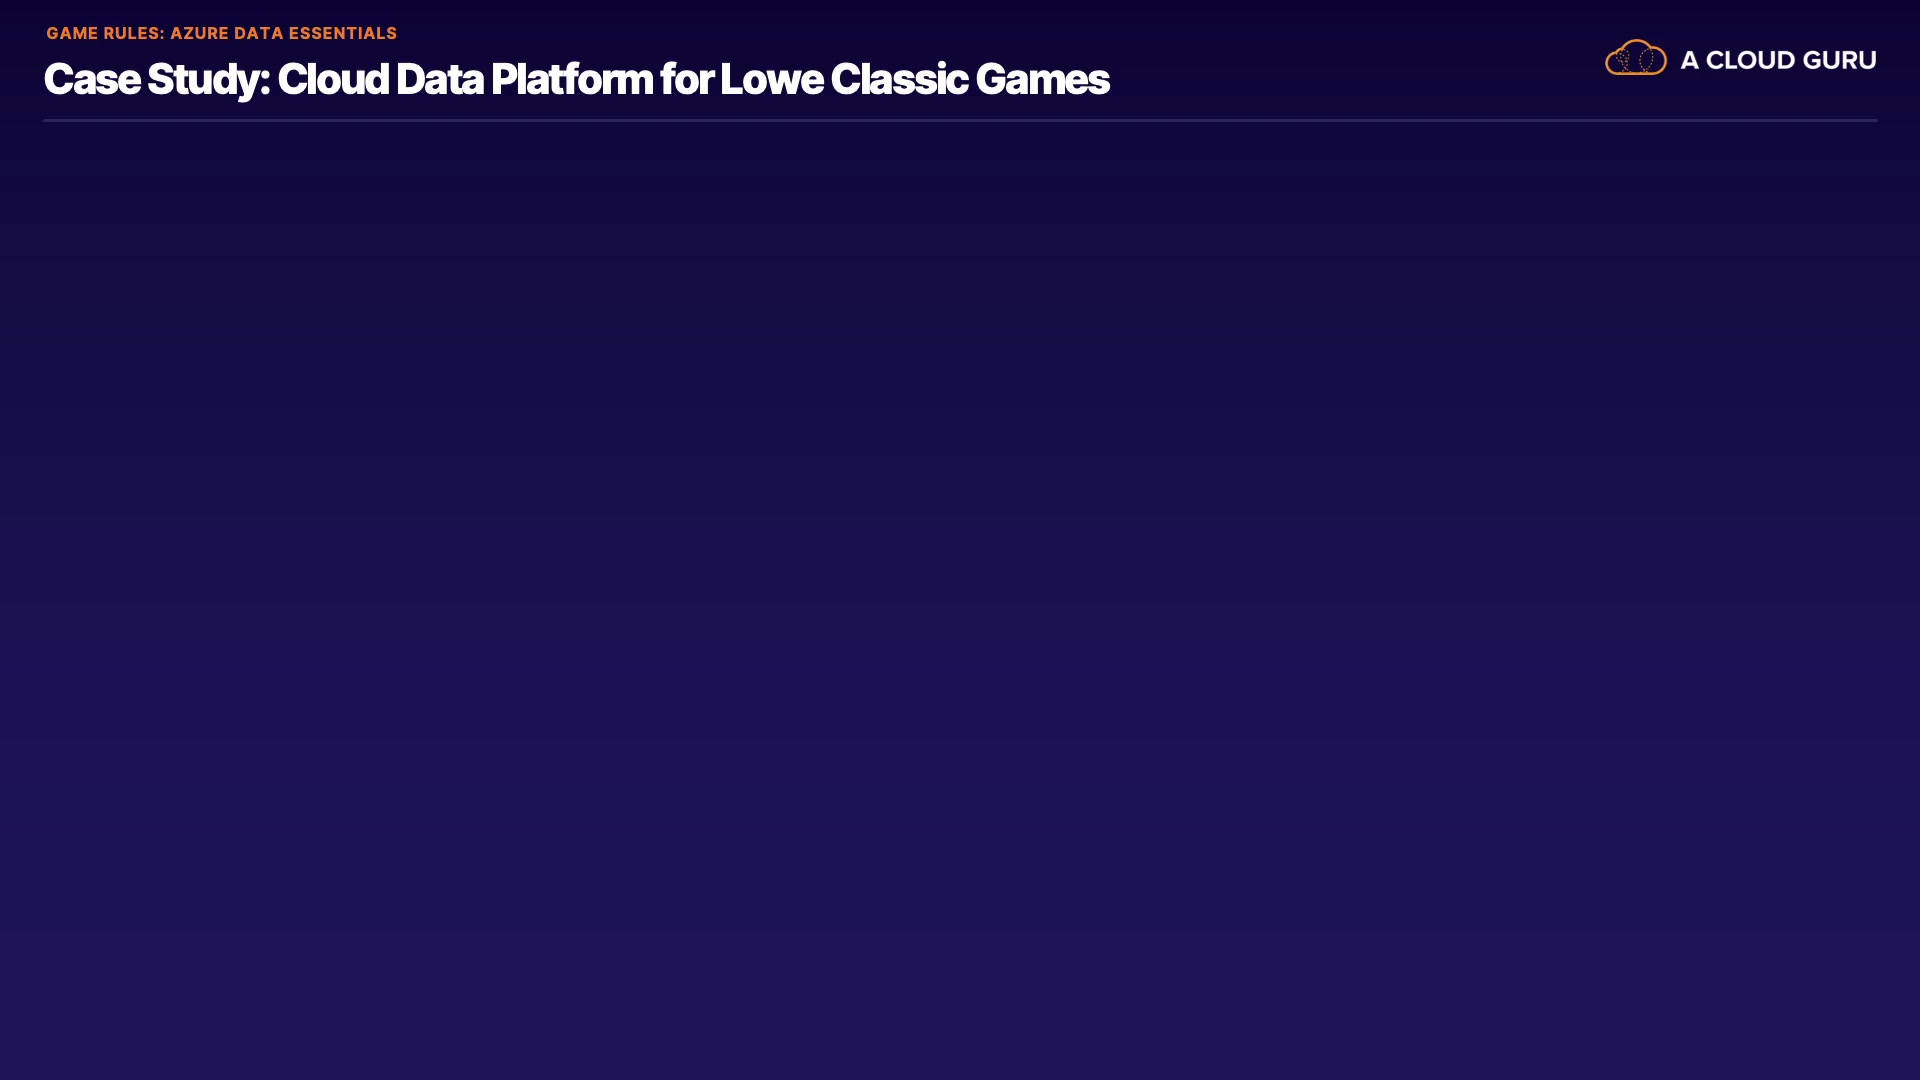 GAME RULES: AZURE DATA ESSENTIALS
Case Study: Cloud Data Platform for Lowe Classic Games
A CLOUD GURU